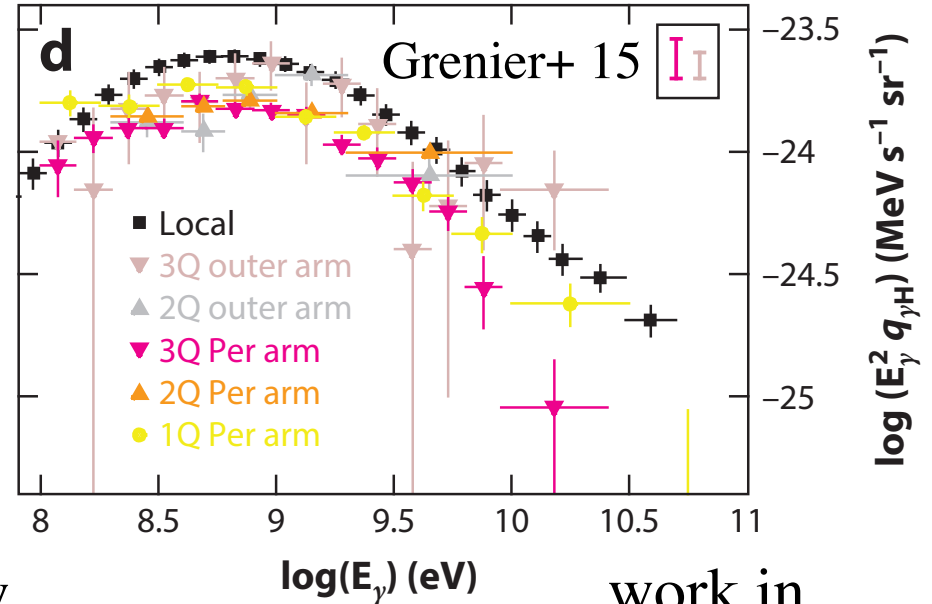 d
Grenier+ 15
Local
3Q outer arm
2Q outer arm
3Q Per arm
2Q Per arm
1Q Per arm
−23.5
−24
−24.5
−25
log (E²γ qγH) (MeV s⁻¹ sr⁻¹)
8 8.5 9 9.5 10 10.5 11
log(Eγ) (eV)
work in